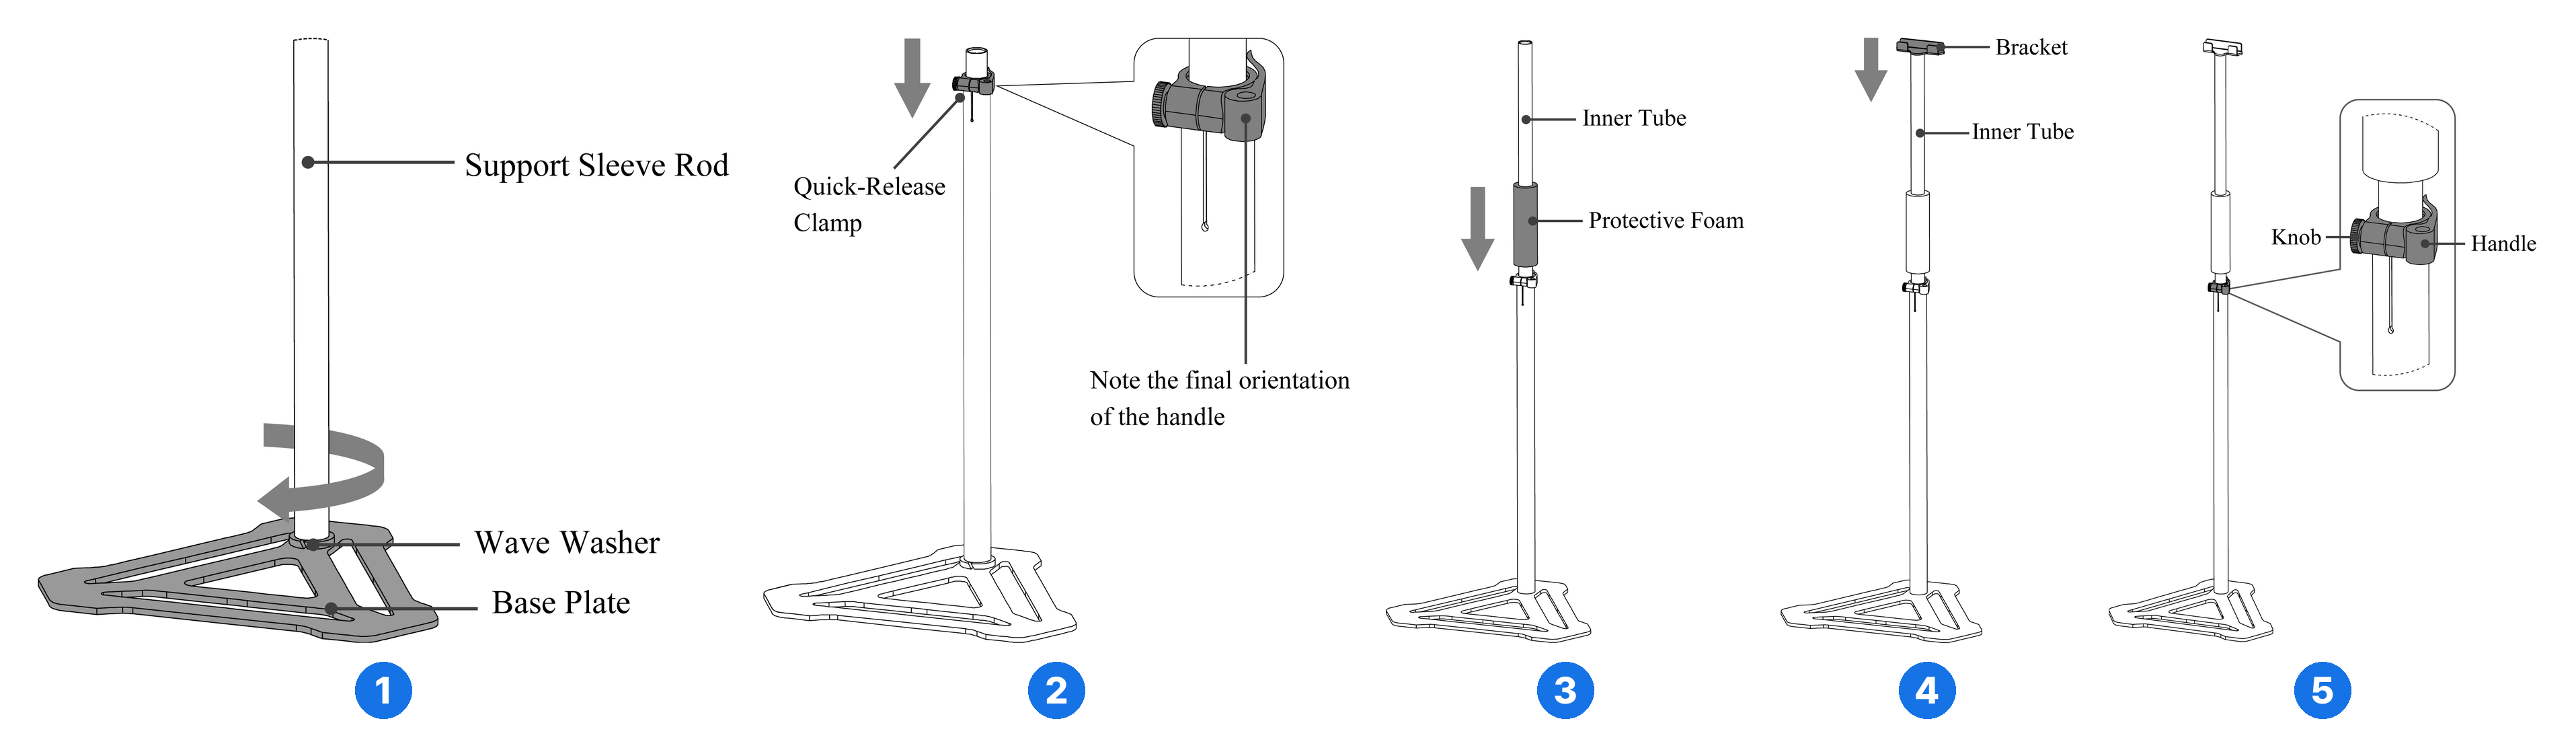 Support Sleeve Rod
Wave Washer
Base Plate
1
Quick-Release
Clamp
Note the final orientation
of the handle
2
Inner Tube
Protective Foam
3
Bracket
Inner Tube
4
Knob
Handle
5